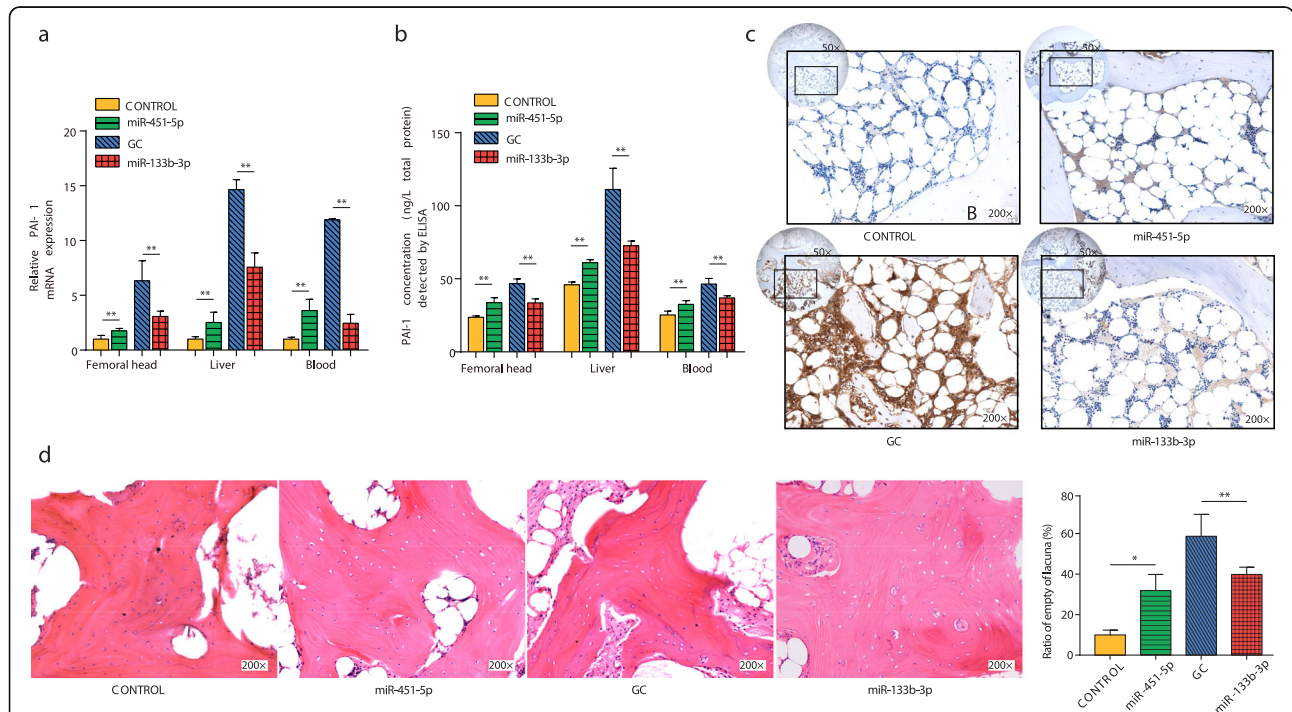 a
CONTROL
miR-451-5p
GC
miR-133b-3p
Relative PAI- 1
mRNA expression
20
15
10
5
0
**
**
**
**
**
**
Femoral head
Liver
Blood
b
CONTROL
miR-451-5p
GC
miR-133b-3p
PAI-1 concentration (ng/L total protein)
detected by ELISA
150
100
50
0
**
**
**
**
**
**
Femoral head
Liver
Blood
c
50×
B
200×
CONTROL
50×
200×
miR-451-5p
50×
200×
GC
50×
200×
miR-133b-3p
d
200×
CONTROL
200×
miR-451-5p
200×
GC
200×
miR-133b-3p
Ratio of empty of lacuna (%)
80
60
40
20
0
*
**
CONTROL
miR-451-5p
GC
miR-133b-3p